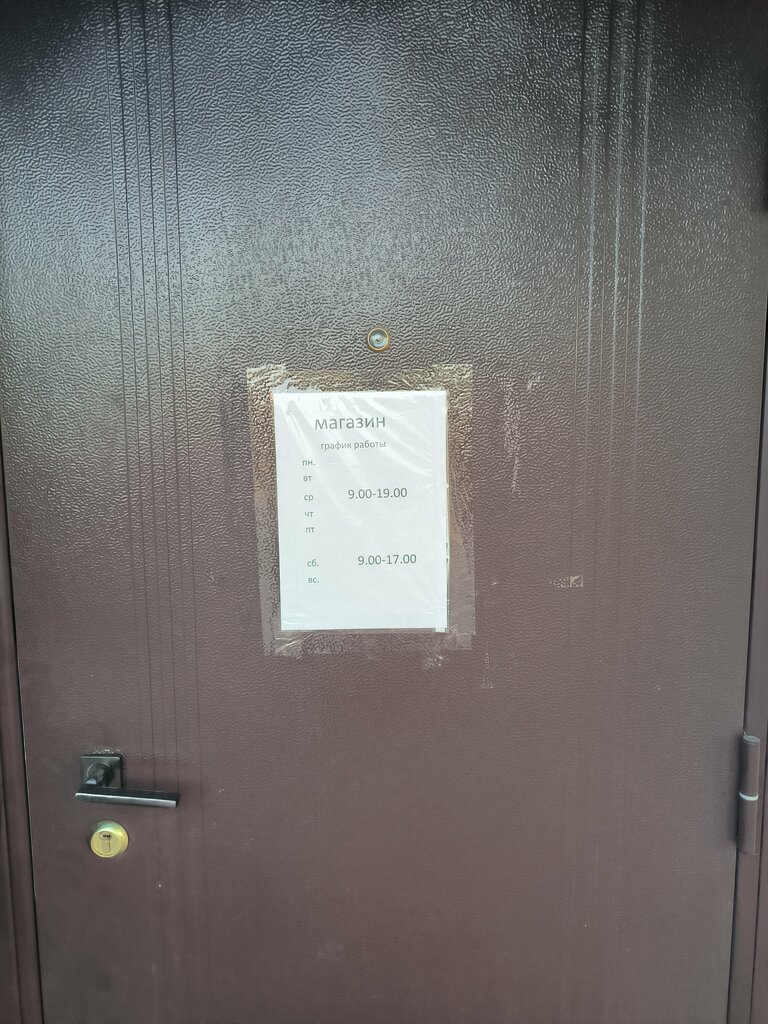 магазин
график работы
пн.
вт
ср 9.00-19.00
чт
пт
сб. 9.00-17.00
вс.